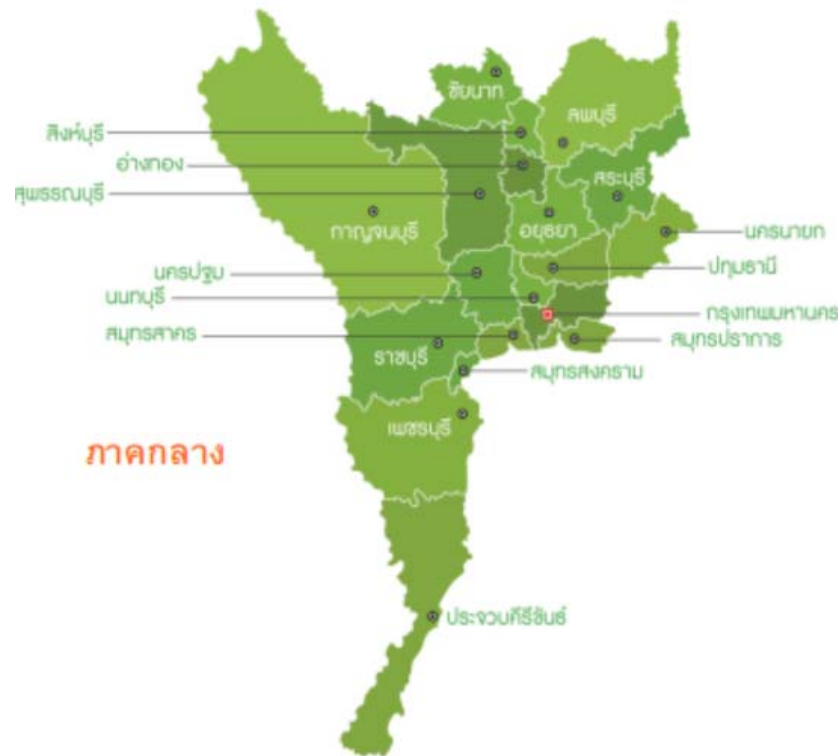 ชัยนาท
ลพบุรี
สิงห์บุรี
อ่างทอง
สระบุรี
สุพรรณบุรี
กาญจนบุรี
อยุธยา
นครนายก
นครปฐบ
ปทุมธานี
นนทบุรี
กรุงเทพมหานคร
สมุทรสาคร
สมุทรปราการ
ราชบุรี
สมุทรสงคราม
เพชรบุรี
ภาคกลาง
ประจวบคีรีขันธ์